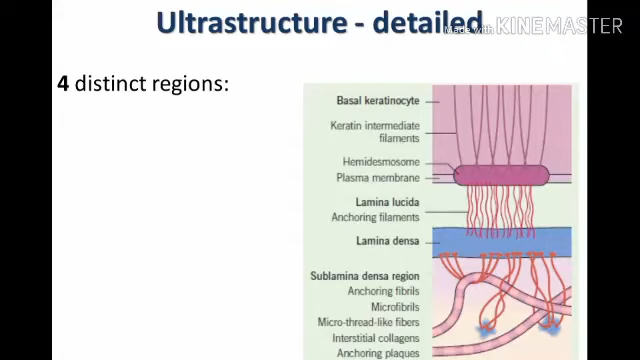 Ultrastructure - detailed
Made with KINEMASTER
4 distinct regions:
Basal keratinocyte
Keratin intermediate
filaments
Hemidesmosome
Plasma membrane
Lamina lucida
Anchoring filaments
Lamina densa
Sublamina densa region
Anchoring fibrils
Microfibrils
Micro-thread-like fibers
Interstitial collagens
Anchoring plaques